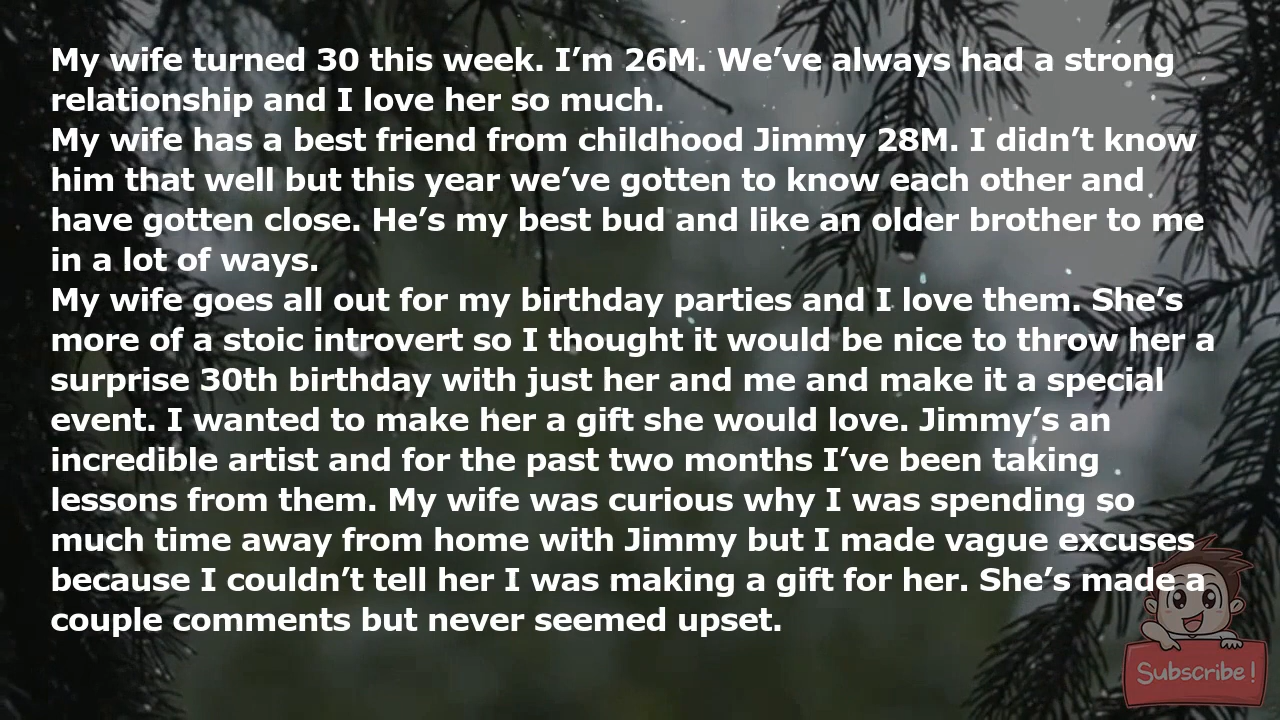 My wife turned 30 this week. I’m 26M. We’ve always had a strong
relationship and I love her so much.
My wife has a best friend from childhood Jimmy 28M. I didn’t know
him that well but this year we’ve gotten to know each other and
have gotten close. He’s my best bud and like an older brother to me
in a lot of ways.
My wife goes all out for my birthday parties and I love them. She’s
more of a stoic introvert so I thought it would be nice to throw her a
surprise 30th birthday with just her and me and make it a special
event. I wanted to make her a gift she would love. Jimmy’s an
incredible artist and for the past two months I’ve been taking
lessons from them. My wife was curious why I was spending so
much time away from home with Jimmy but I made vague excuses
because I couldn’t tell her I was making a gift for her. She’s made a
couple comments but never seemed upset.
Subscribe!